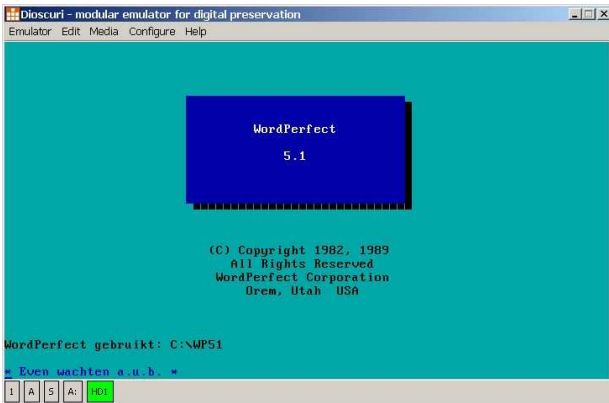 Dioscuri - modular emulator for digital preservation
Emulator Edit Media Configure Help
WordPerfect
5.1
(C) Copyright 1982, 1989
All Rights Reserved
WordPerfect Corporation
Orem, Utah USA
WordPerfect gebruikt: C:\WP51
* Even wachten a.u.b. *
1 A S A: HD1